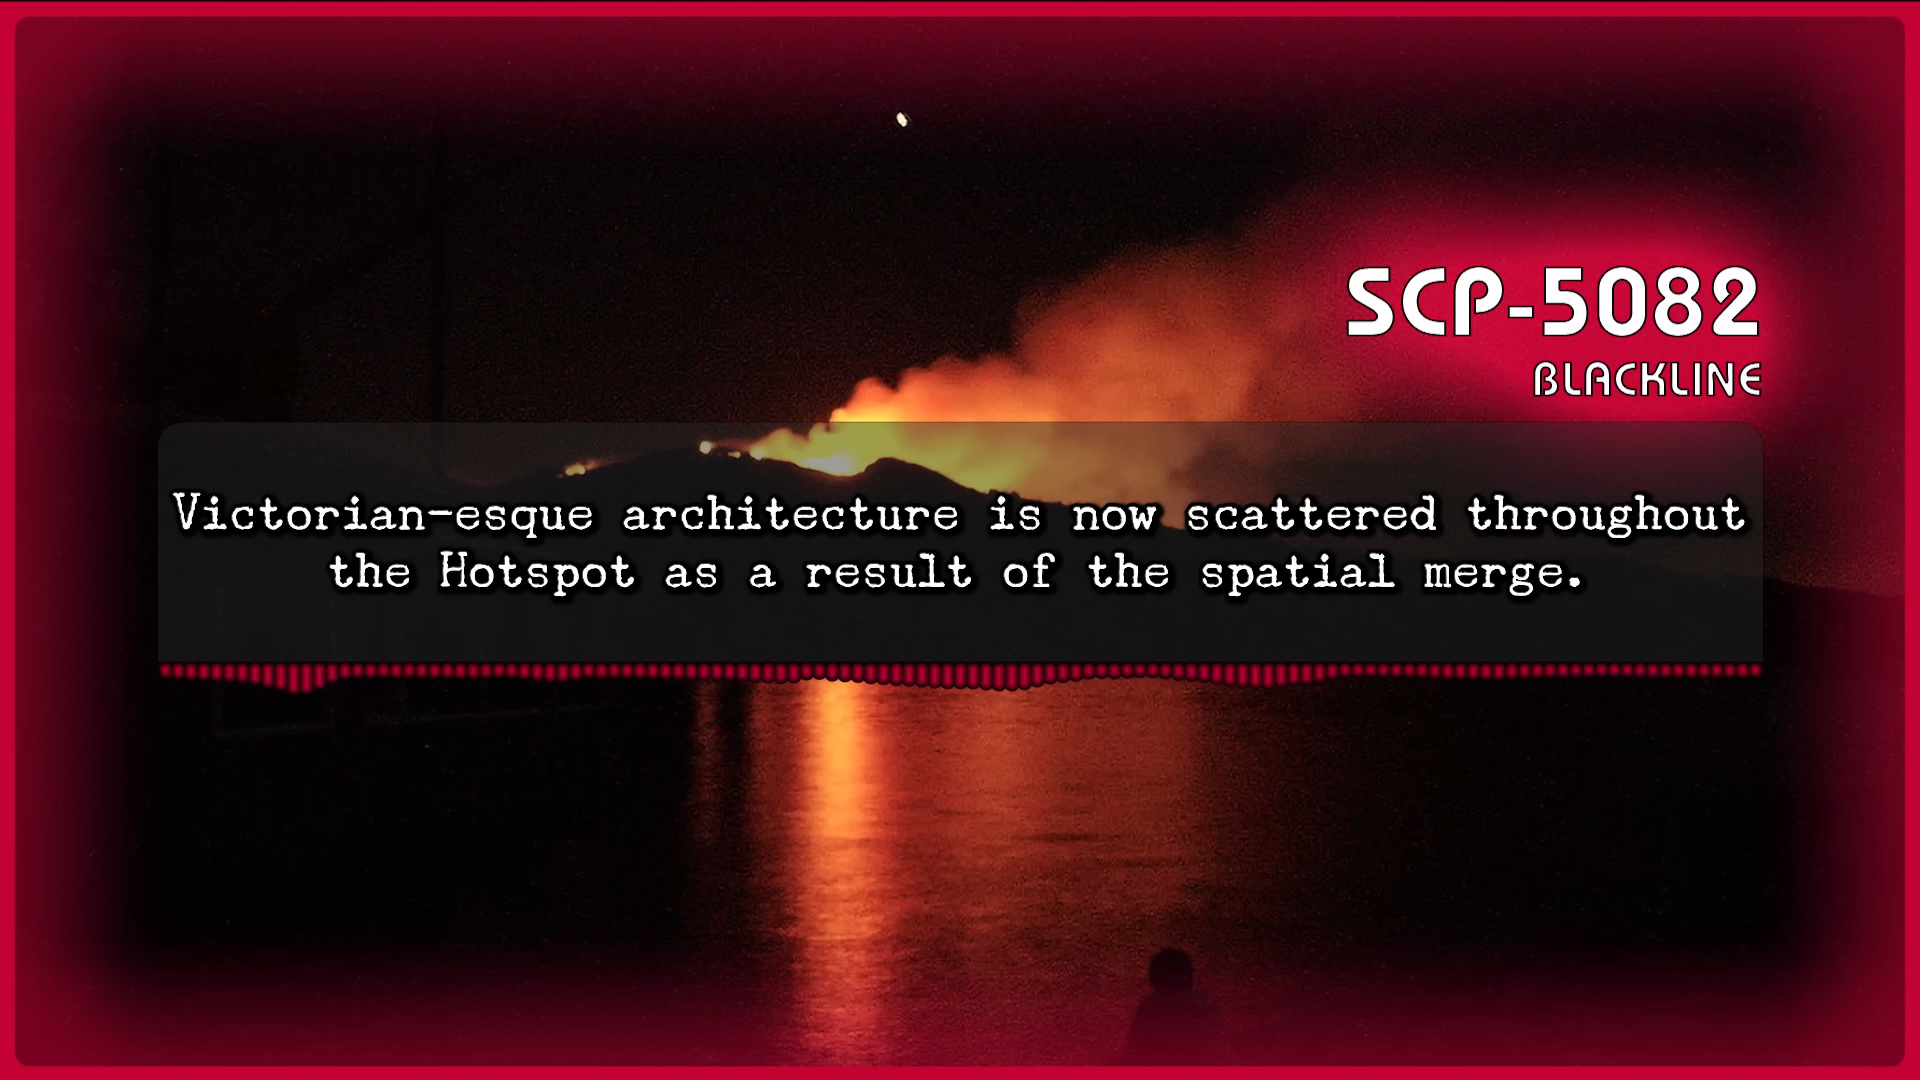 SCP-5082
BLACKLINE
Victorian-esque architecture is now scattered throughout
the Hotspot as a result of the spatial merge.